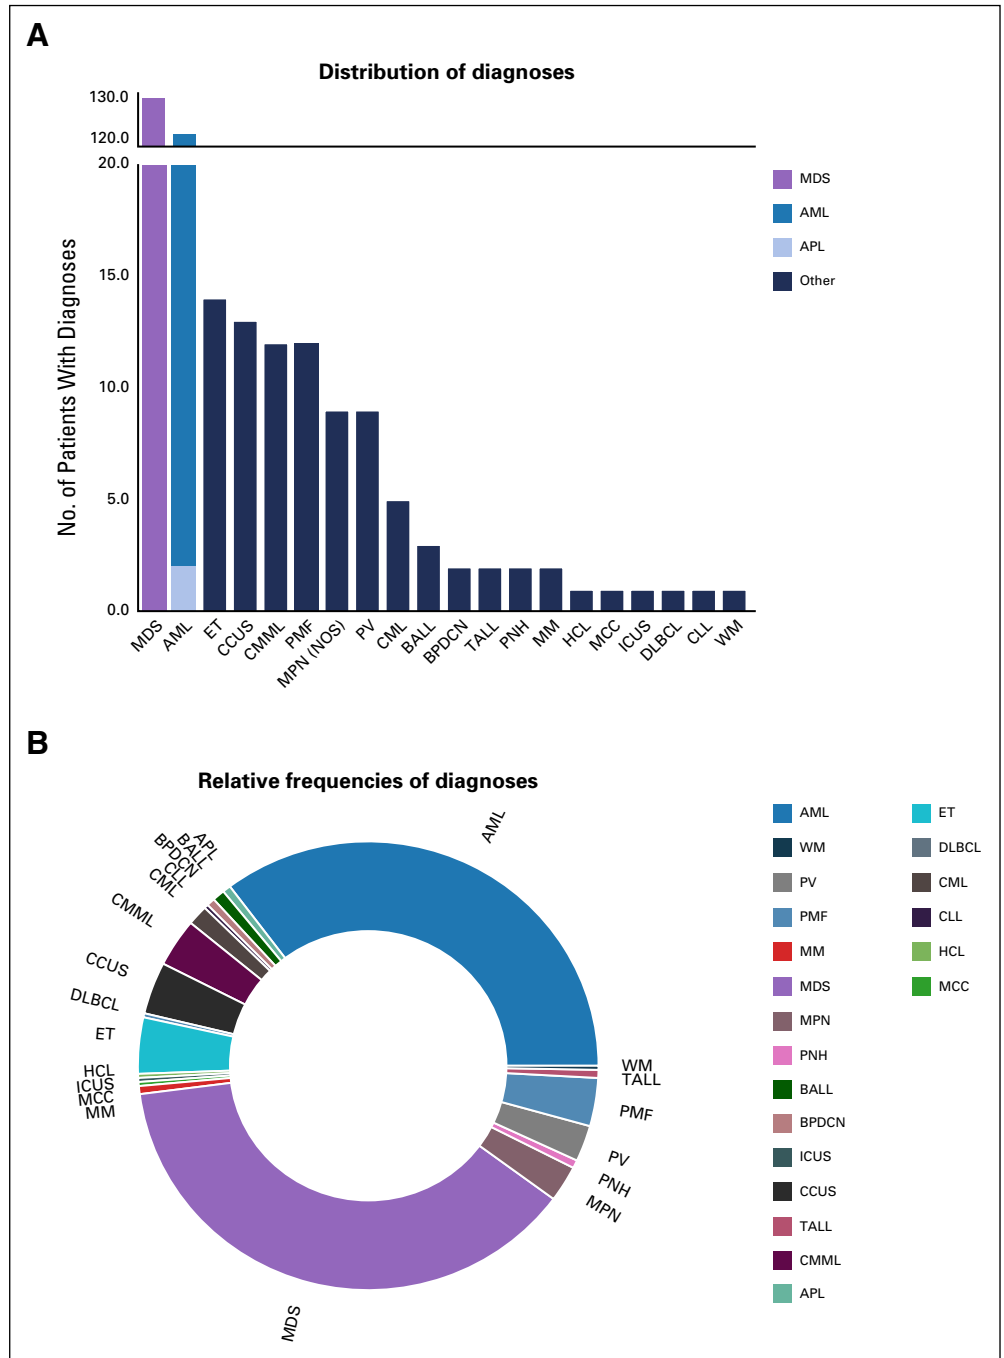 A
Distribution of diagnoses
No. of Patients With Diagnoses
130.0
120.0
20.0
15.0
10.0
5.0
0.0
MDS
AML
ET
CCUS
CMML
PMF
MPN (NOS)
PV
CML
BALL
BPDCN
TALL
PNH
MM
HCL
MCC
ICUS
DLBCL
CLL
WM
MDS
AML
APL
Other
B
Relative frequencies of diagnoses
AML
APL
BALL
BPDCN
CLL
CML
CMML
CCUS
DLBCL
ET
HCL
ICUS
MCC
MM
MDS
MPN
PNH
PV
PMF
TALL
WM
AML
WM
PV
PMF
MM
MDS
MPN
PNH
BALL
BPDCN
ICUS
CCUS
TALL
CMML
APL
ET
DLBCL
CML
CLL
HCL
MCC